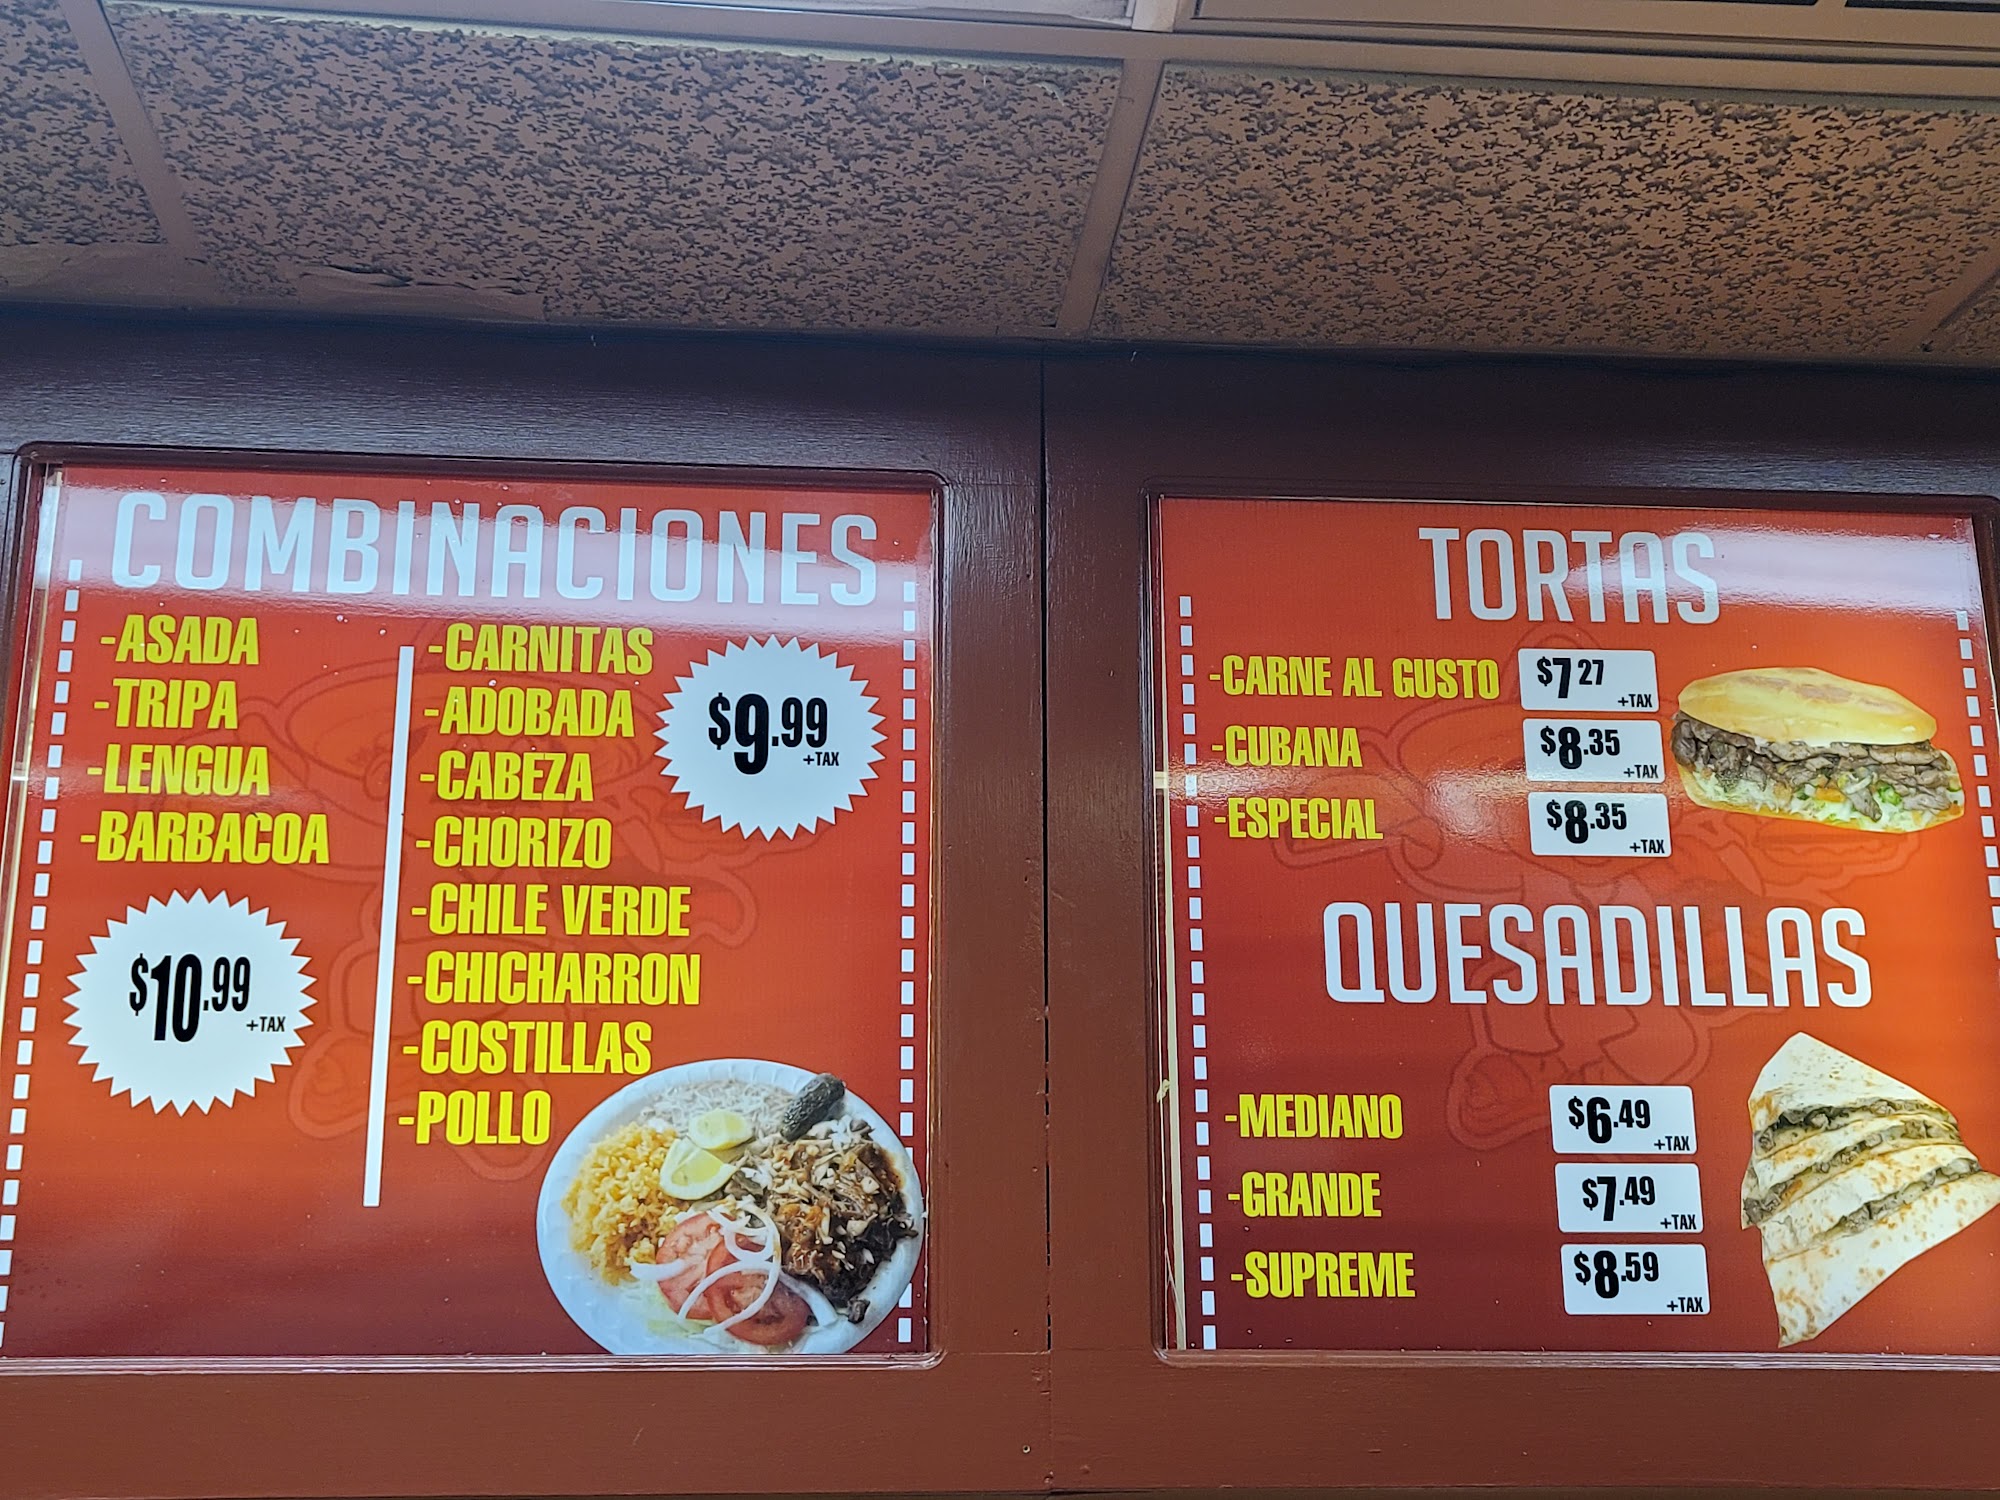 COMBINACIONES
-ASADA
-TRIPA
-LENGUA
-BARBACOA
$10.99
+TAX
-CARNITAS
-ADOBADA
-CABEZA
-CHORIZO
-CHILE VERDE
-CHICHARRON
-COSTILLAS
-POLLO
$9.99
+TAX
TORTAS
-CARNE AL GUSTO $7 27 +TAX
-CUBANA $8.35 +TAX
-ESPECIAL $8.35 +TAX
QUESADILLAS
-MEDIANO $6.49 +TAX
-GRANDE $7.49 +TAX
-SUPREME $8.59 +TAX